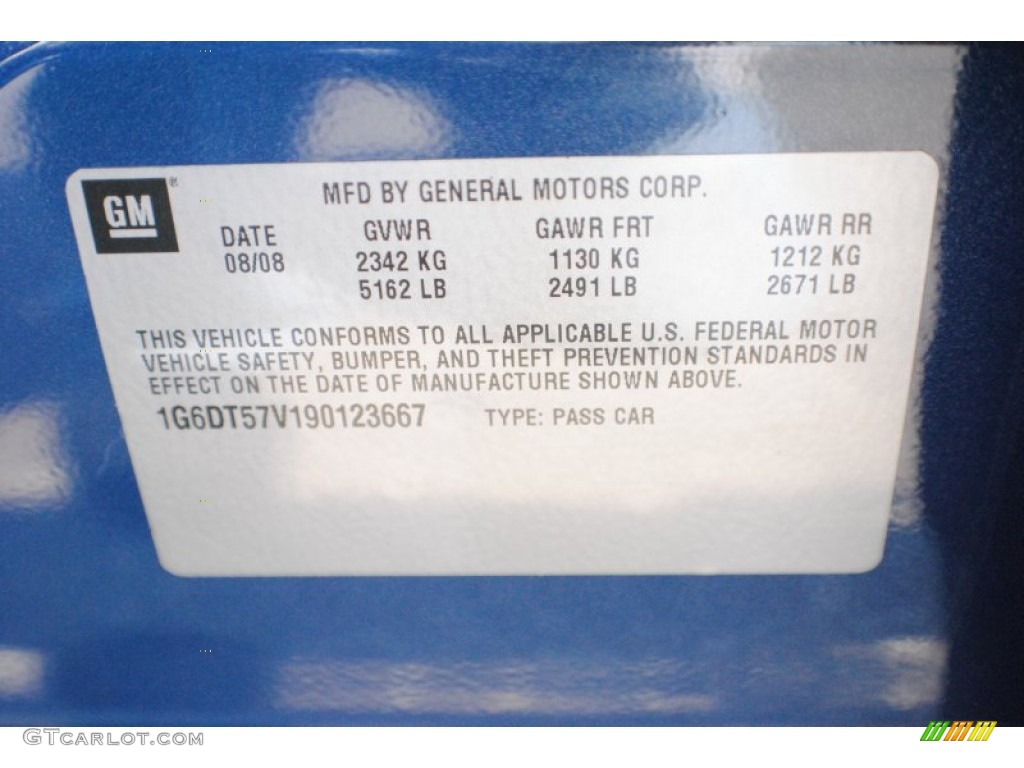 GM ®
MFD BY GENERAL MOTORS CORP.
DATE GVWR GAWR FRT GAWR RR
08/08 2342 KG 1130 KG 1212 KG
5162 LB 2491 LB 2671 LB
THIS VEHICLE CONFORMS TO ALL APPLICABLE U.S. FEDERAL MOTOR
VEHICLE SAFETY, BUMPER, AND THEFT PREVENTION STANDARDS IN
EFFECT ON THE DATE OF MANUFACTURE SHOWN ABOVE.
1G6DT57V190123667 TYPE: PASS CAR
GTCarLot.com